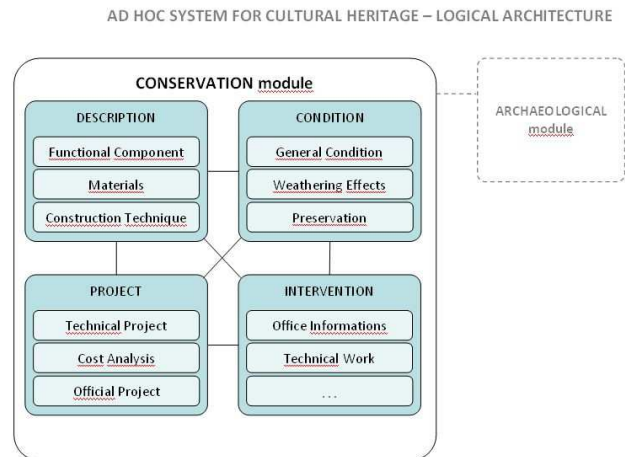 AD HOC SYSTEM FOR CULTURAL HERITAGE – LOGICAL ARCHITECTURE
CONSERVATION module
DESCRIPTION
Functional Component
Materials
Construction Technique
CONDITION
General Condition
Weathering Effects
Preservation
PROJECT
Technical Project
Cost Analysis
Official Project
INTERVENTION
Office Informations
Technical Work
...
ARCHAEOLOGICAL
module